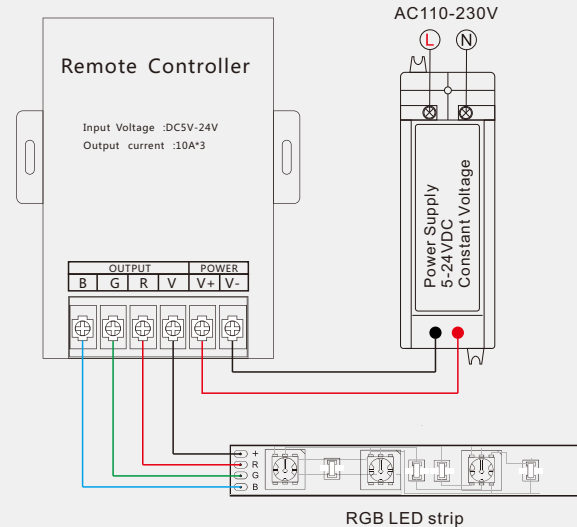 AC110-230V
L N
Remote Controller
Input Voltage :DC5V-24V
Output current :10A*3
Power Supply
5-24VDC
Constant Voltage
OUTPUT POWER
B G R V V+ V-
+
R
G
B
RGB LED strip